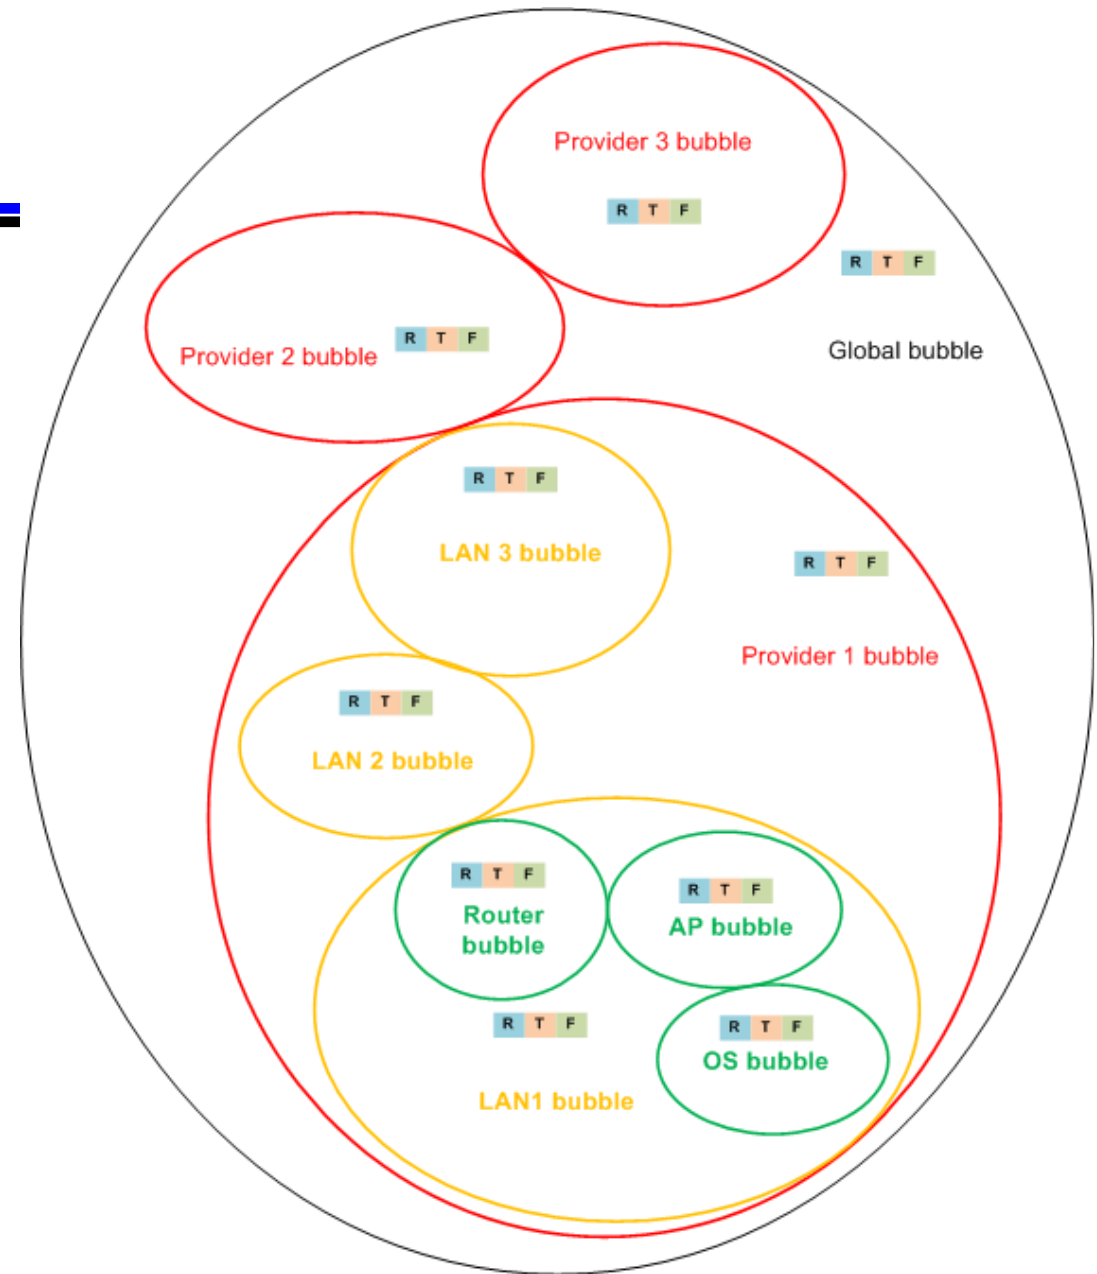 Provider 3 bubble
R T F
R T F
Provider 2 bubble
R T F
Global bubble
R T F
LAN 3 bubble
R T F
Provider 1 bubble
R T F
LAN 2 bubble
R T F
Router
bubble
R T F
AP bubble
R T F
OS bubble
R T F
LAN1 bubble